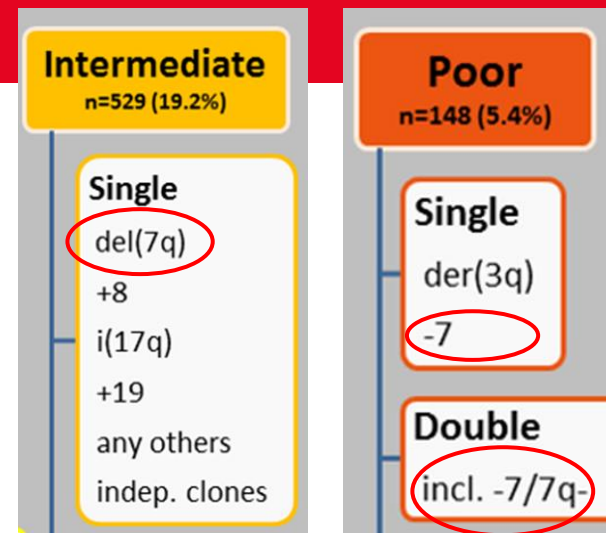 Intermediate
n=529 (19.2%)
Single
del(7q)
+8
i(17q)
+19
any others
indep. clones
Poor
n=148 (5.4%)
Single
der(3q)
-7
Double
incl. -7/7q-